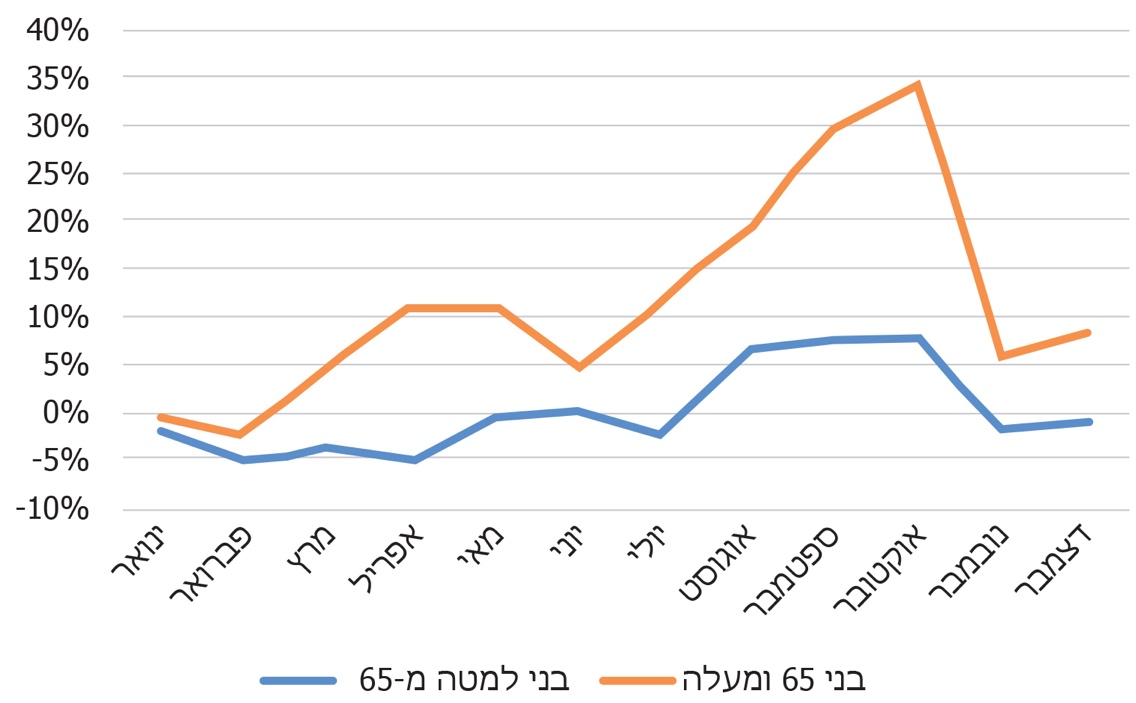 40%
35%
30%
25%
20%
15%
10%
5%
0%
-5%
-10%
ינואר
פברואר
מרץ
אפריל
מאי
יוני
יולי
אוגוסט
ספטמבר
אוקטובר
נובמבר
דצמבר
בני 65 ומעלה
בני למטה מ-65